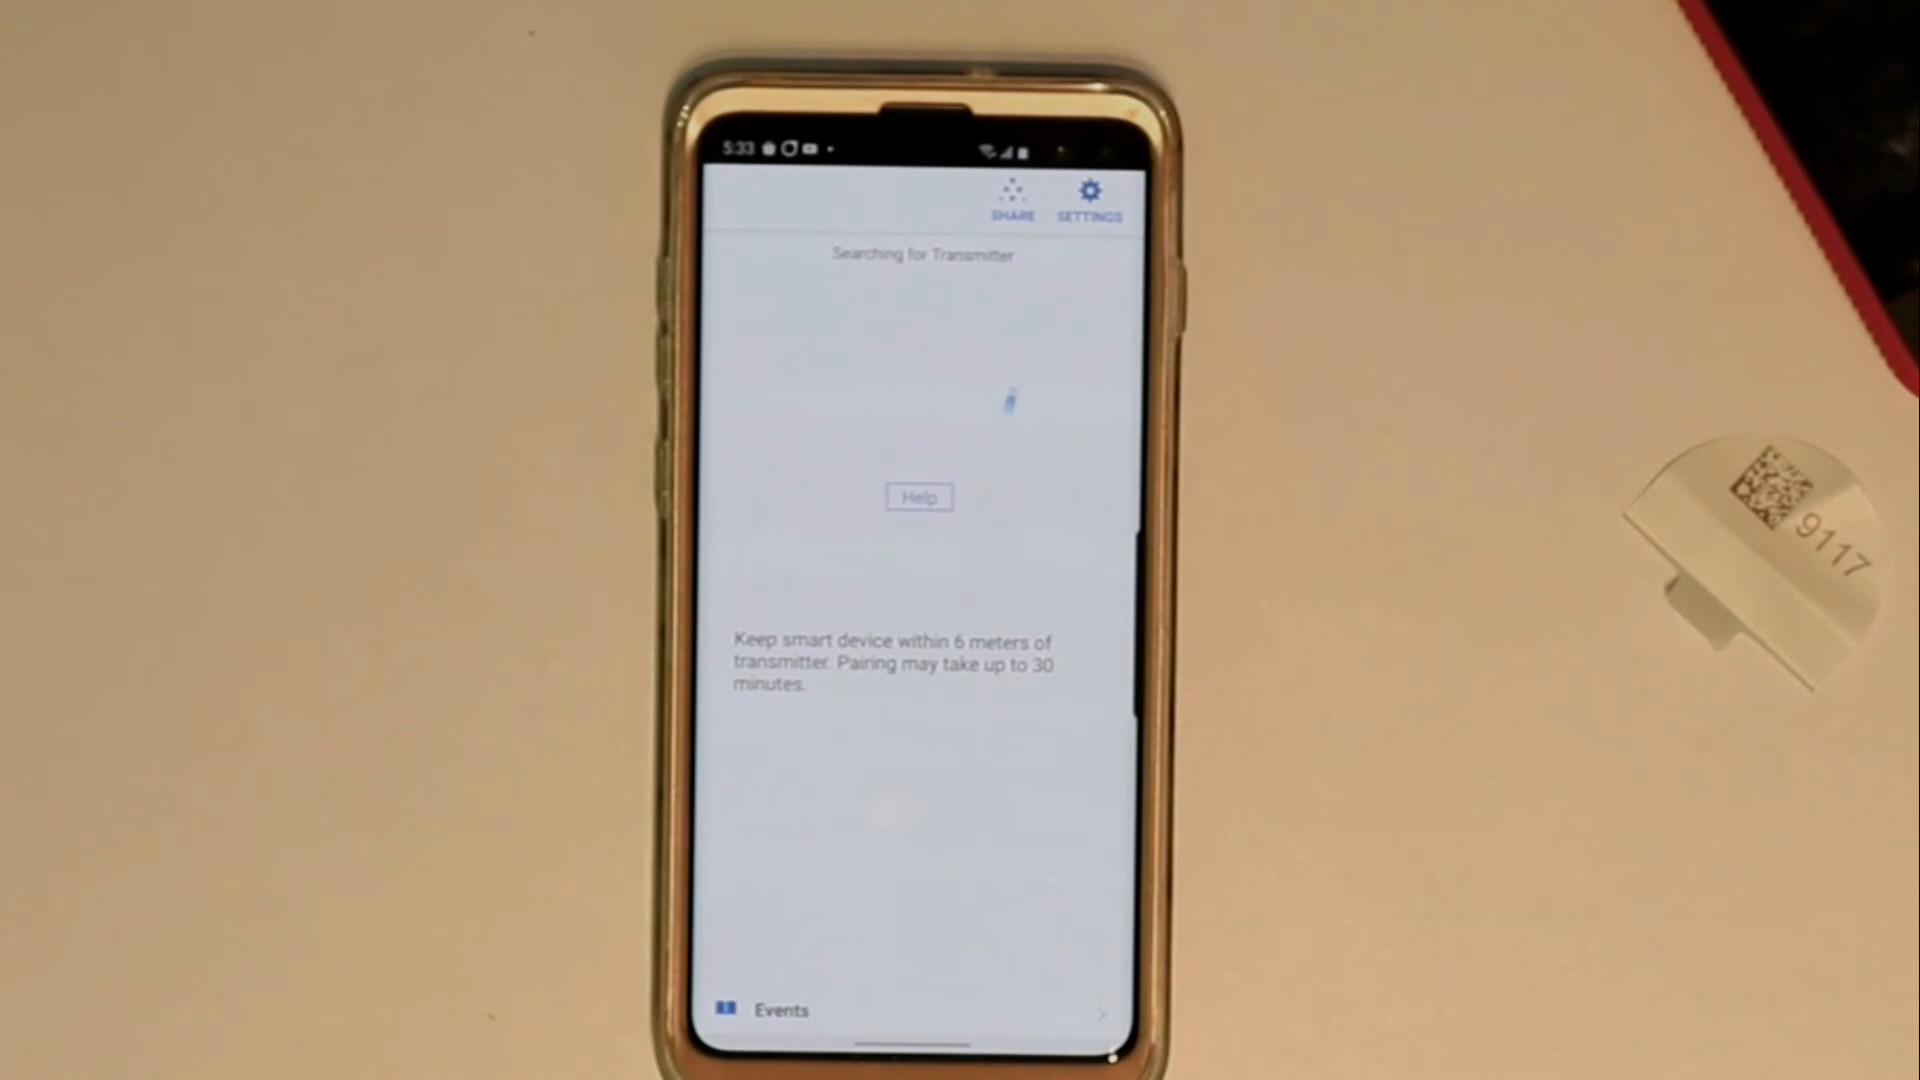 5:33
SHARE SETTINGS
Searching for Transmitter
Help
Keep smart device within 6 meters of
transmitter. Pairing may take up to 30
minutes.
Events
9117